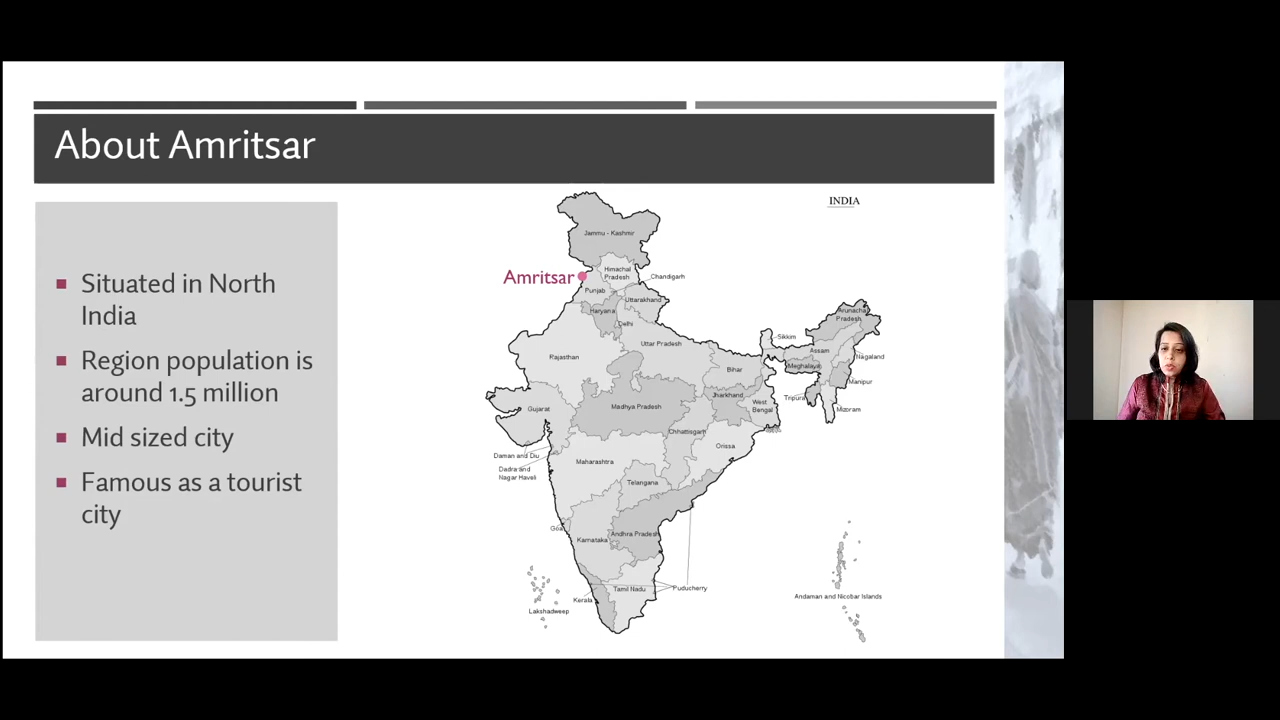 About Amritsar
Situated in North
India
Region population is
around 1.5 million
Mid sized city
Famous as a tourist
city
INDIA
Jammu - Kashmir
Amritsar
Himachal
Pradesh
Chandigarh
Punjab
Uttarakhand
Haryana
Delhi
Rajasthan
Uttar Pradesh
Sikkim
Arunachal
Pradesh
Assam
Nagaland
Meghalaya
Manipur
Tripura
Mizoram
Bihar
Jharkhand
West
Bengal
Gujarat
Madhya Pradesh
Chhattisgarh
Orissa
Daman and Diu
Dadra and
Nagar Haveli
Maharashtra
Telangana
Goa
Karnataka
Andhra Pradesh
Tamil Nadu
Puducherry
Kerala
Lakshadweep
Andaman and Nicobar Islands